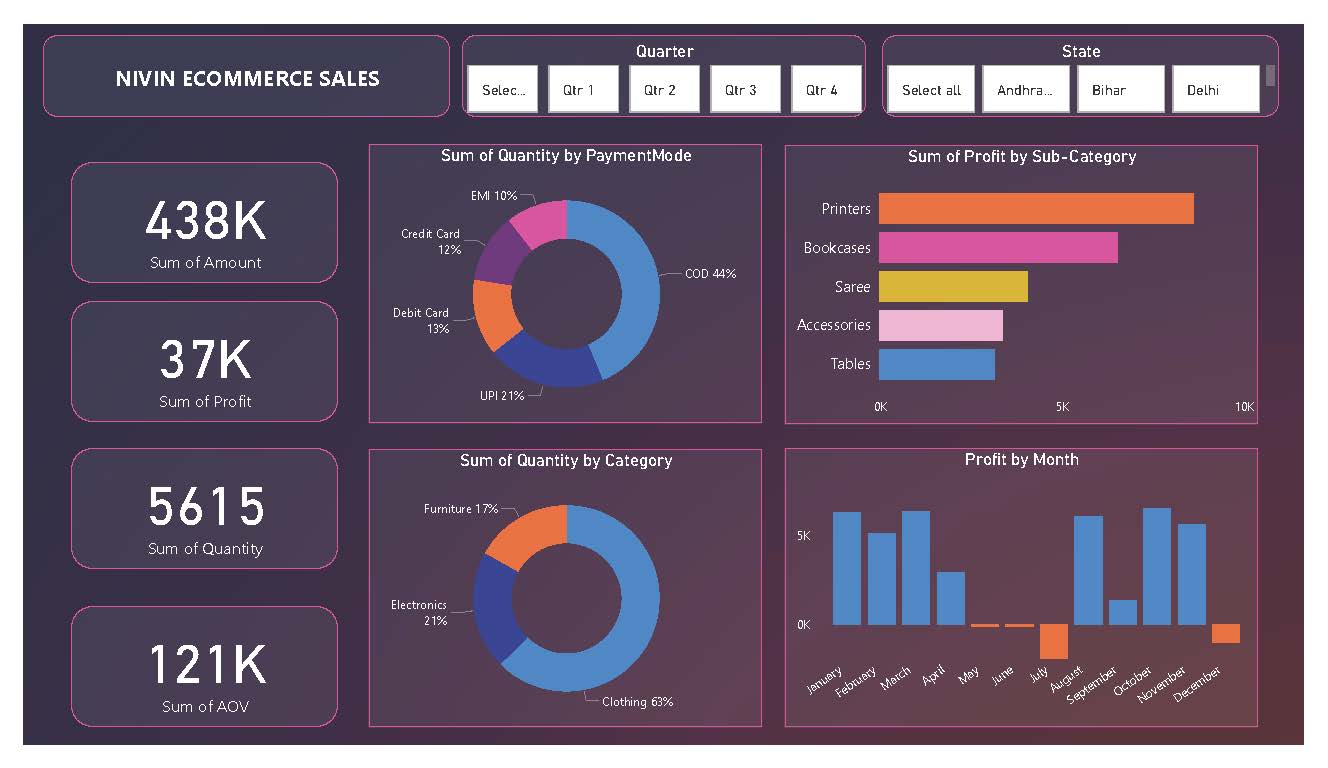 NIVIN ECOMMERCE SALES
Quarter
Selec...
Qtr 1
Qtr 2
Qtr 3
Qtr 4
State
Select all
Andhra...
Bihar
Delhi
438K
Sum of Amount
37K
Sum of Profit
5615
Sum of Quantity
121K
Sum of AOV
Sum of Quantity by PaymentMode
EMI 10%
Credit Card
12%
Debit Card
13%
UPI 21%
COD 44%
Sum of Profit by Sub-Category
Printers
Bookcases
Saree
Accessories
Tables
0K
5K
10K
Sum of Quantity by Category
Furniture 17%
Electronics
21%
Clothing 63%
Profit by Month
5K
0K
January
February
March
April
May
June
July
August
September
October
November
December